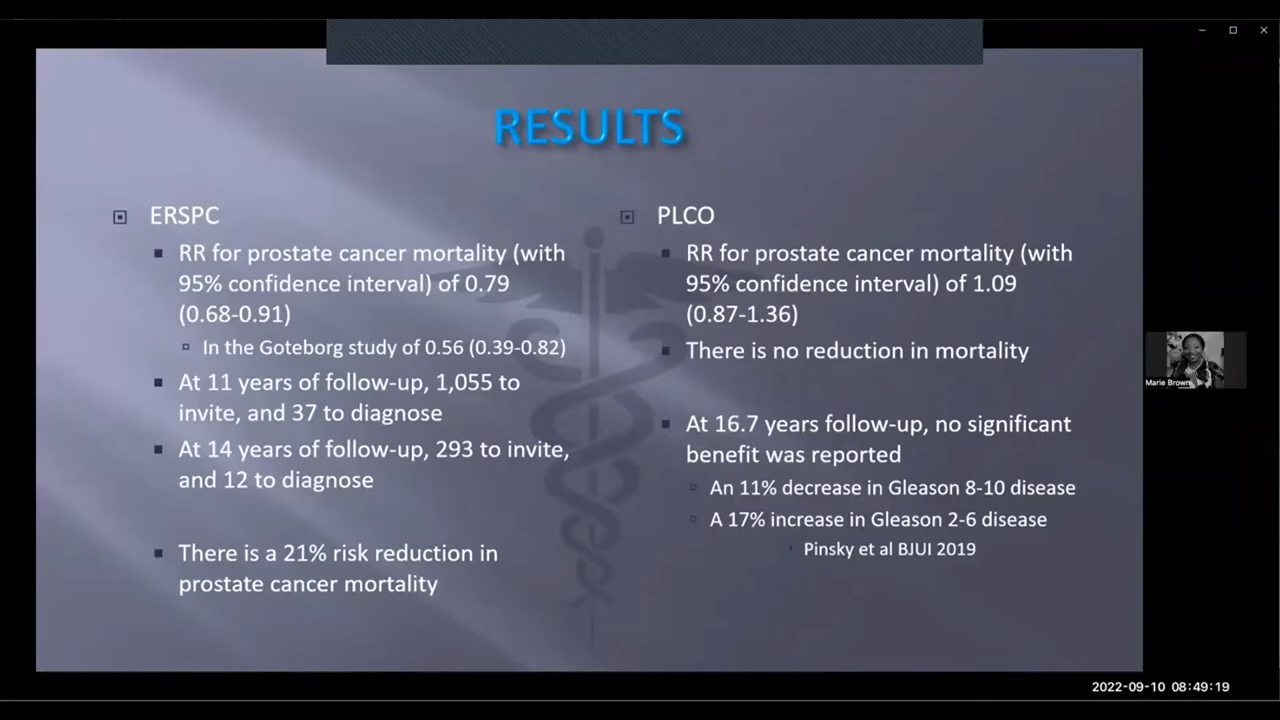 RESULTS
ERSPC
RR for prostate cancer mortality (with
95% confidence interval) of 0.79
(0.68-0.91)
In the Goteborg study of 0.56 (0.39-0.82)
At 11 years of follow-up, 1,055 to
invite, and 37 to diagnose
At 14 years of follow-up, 293 to invite,
and 12 to diagnose
There is a 21% risk reduction in
prostate cancer mortality
PLCO
RR for prostate cancer mortality (with
95% confidence interval) of 1.09
(0.87-1.36)
There is no reduction in mortality
At 16.7 years follow-up, no significant
benefit was reported
An 11% decrease in Gleason 8-10 disease
A 17% increase in Gleason 2-6 disease
Pinsky et al BJUI 2019
Marie Brown
2022-09-10 08:49:19